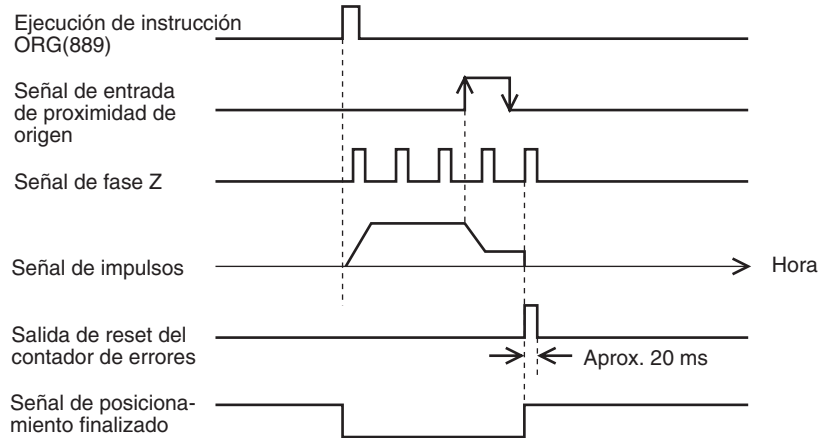 Ejecución de instrucción
ORG(889)
Señal de entrada
de proximidad de
origen
Señal de fase Z
Señal de impulsos
Hora
Salida de reset del
contador de errores
Aprox. 20 ms
Señal de posiciona-
miento finalizado